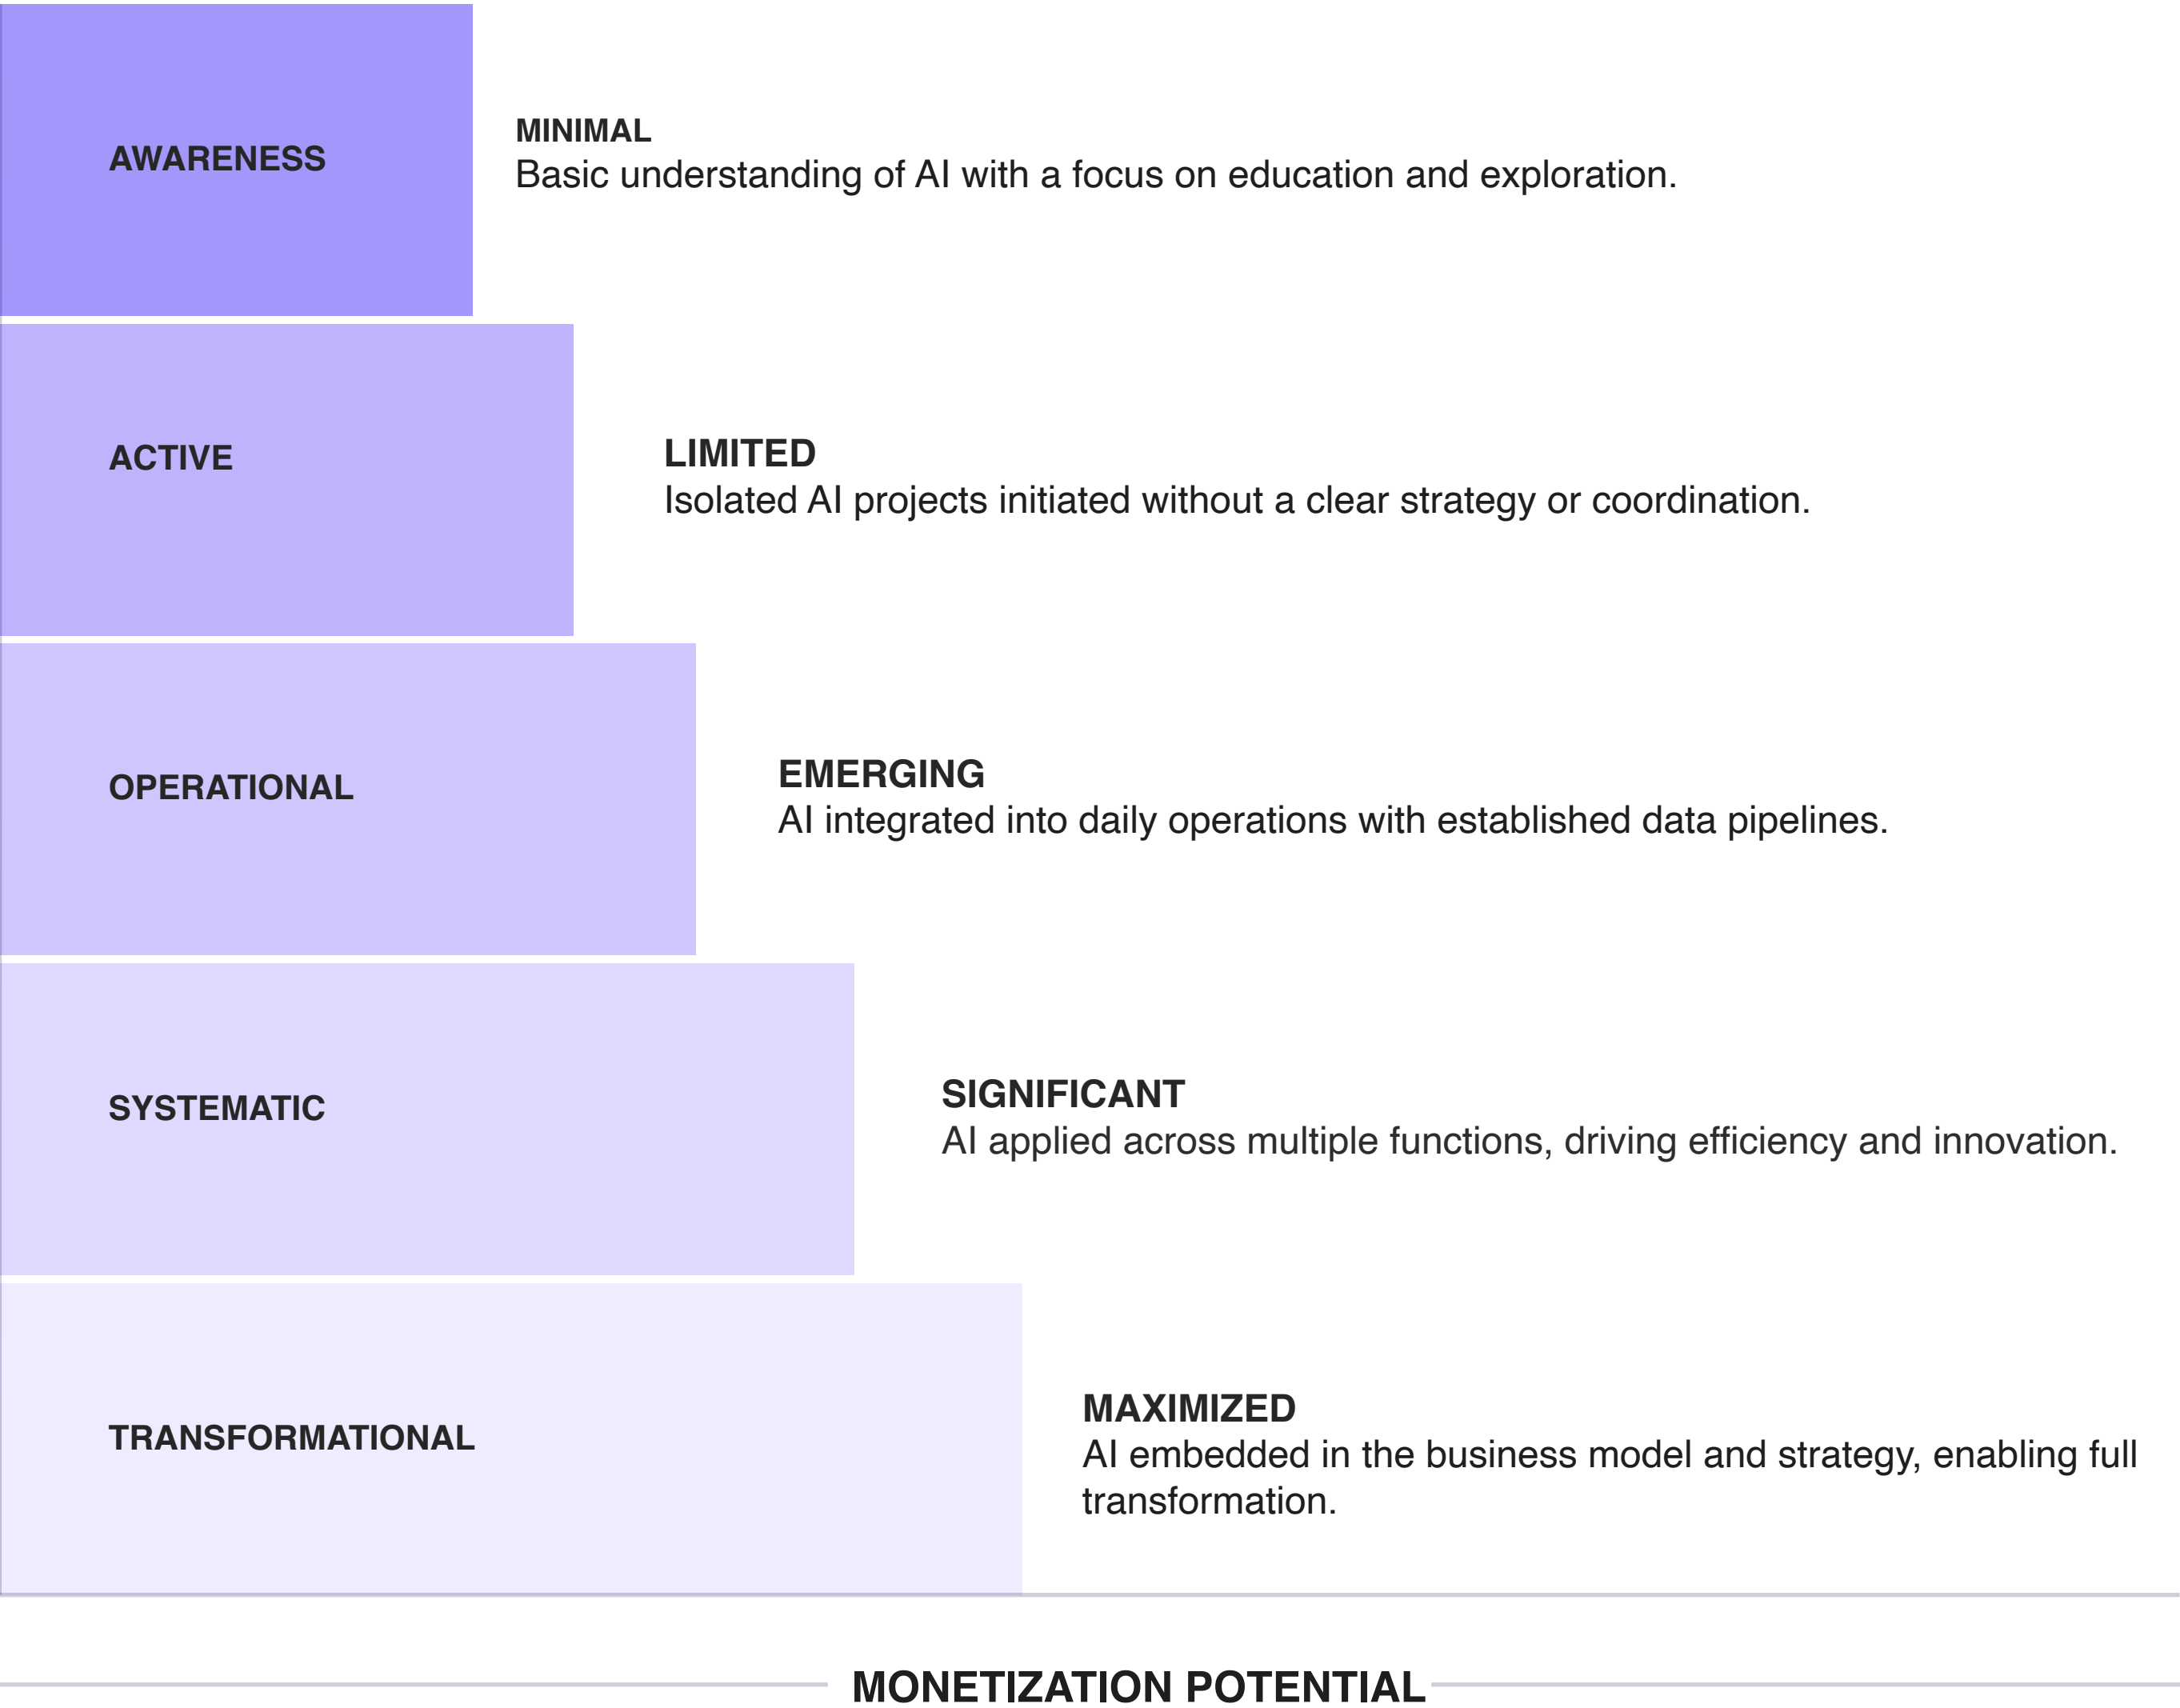 AWARENESS
MINIMAL
Basic understanding of AI with a focus on education and exploration.
ACTIVE
LIMITED
Isolated AI projects initiated without a clear strategy or coordination.
OPERATIONAL
EMERGING
AI integrated into daily operations with established data pipelines.
SYSTEMATIC
SIGNIFICANT
AI applied across multiple functions, driving efficiency and innovation.
TRANSFORMATIONAL
MAXIMIZED
AI embedded in the business model and strategy, enabling full
transformation.
MONETIZATION POTENTIAL